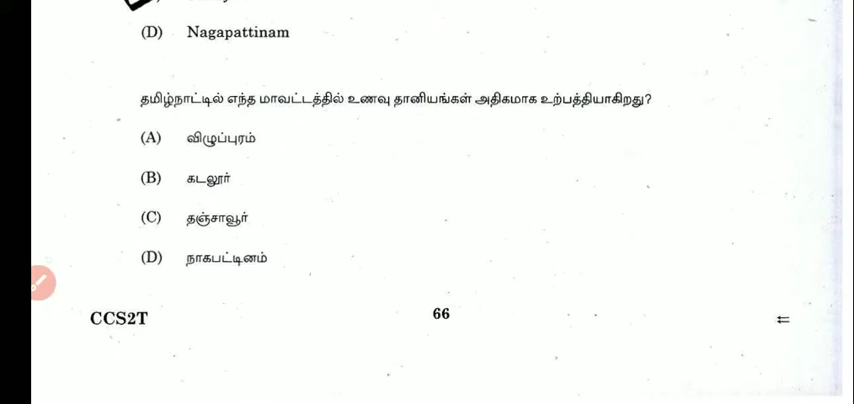 (D) Nagapattinam
தமிழ்நாட்டில் எந்த மாவட்டத்தில் உணவு தானியங்கள் அதிகமாக உற்பத்தியாகிறது?
(A) விழுப்புரம்
(B) கடலூர்
(C) தஞ்சாவூர்
(D) நாகபட்டினம்
CCS2T 66 ⇇